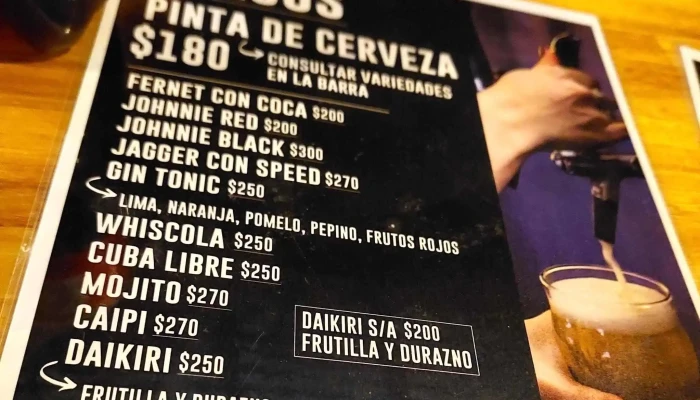 PINTA DE CERVEZA
$180 CONSULTAR VARIEDADES
EN LA BARRA
FERNET CON COCA $200
JOHNNIE RED $200
JOHNNIE BLACK $300
JAGGER CON SPEED $270
GIN TONIC $250
LIMA, NARANJA, POMELO, PEPINO, FRUTOS ROJOS
WHISCOLA $250
CUBA LIBRE $250
MOJITO $270
CAIPI $270
DAIKIRI $250
FRUTILLA Y DURAZNO
DAIKIRI S/A $200
FRUTILLA Y DURAZNO